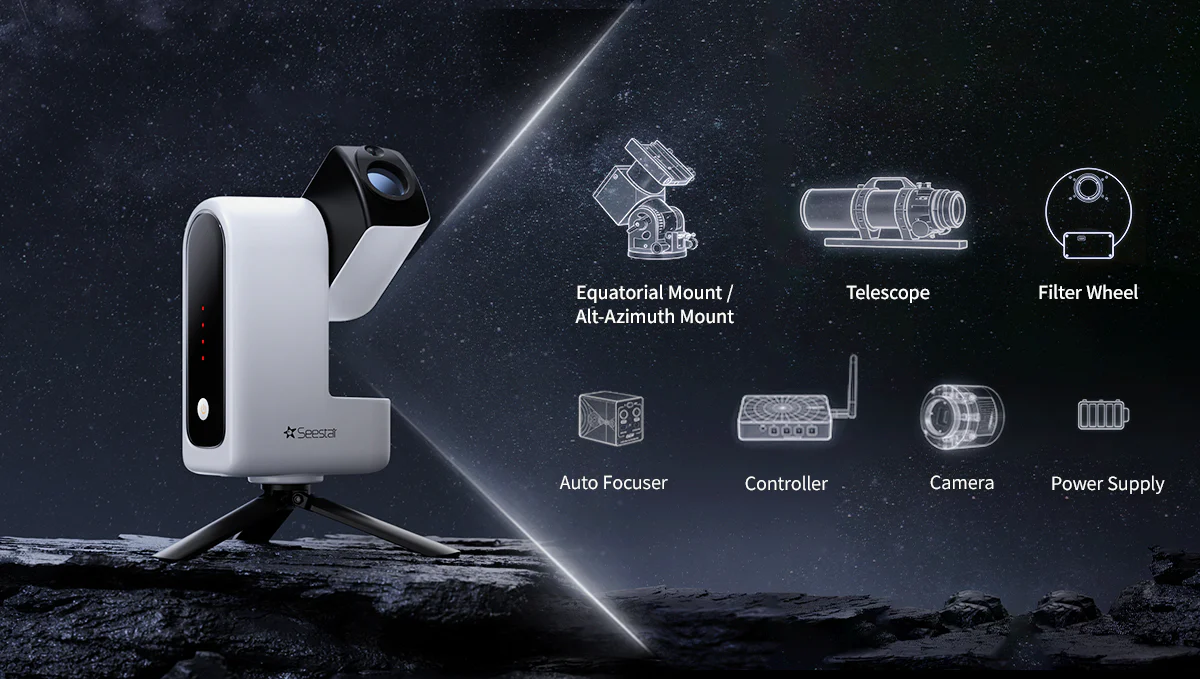 Seestar
Equatorial Mount /
Alt-Azimuth Mount
Telescope
Filter Wheel
Auto Focuser
Controller
Camera
Power Supply